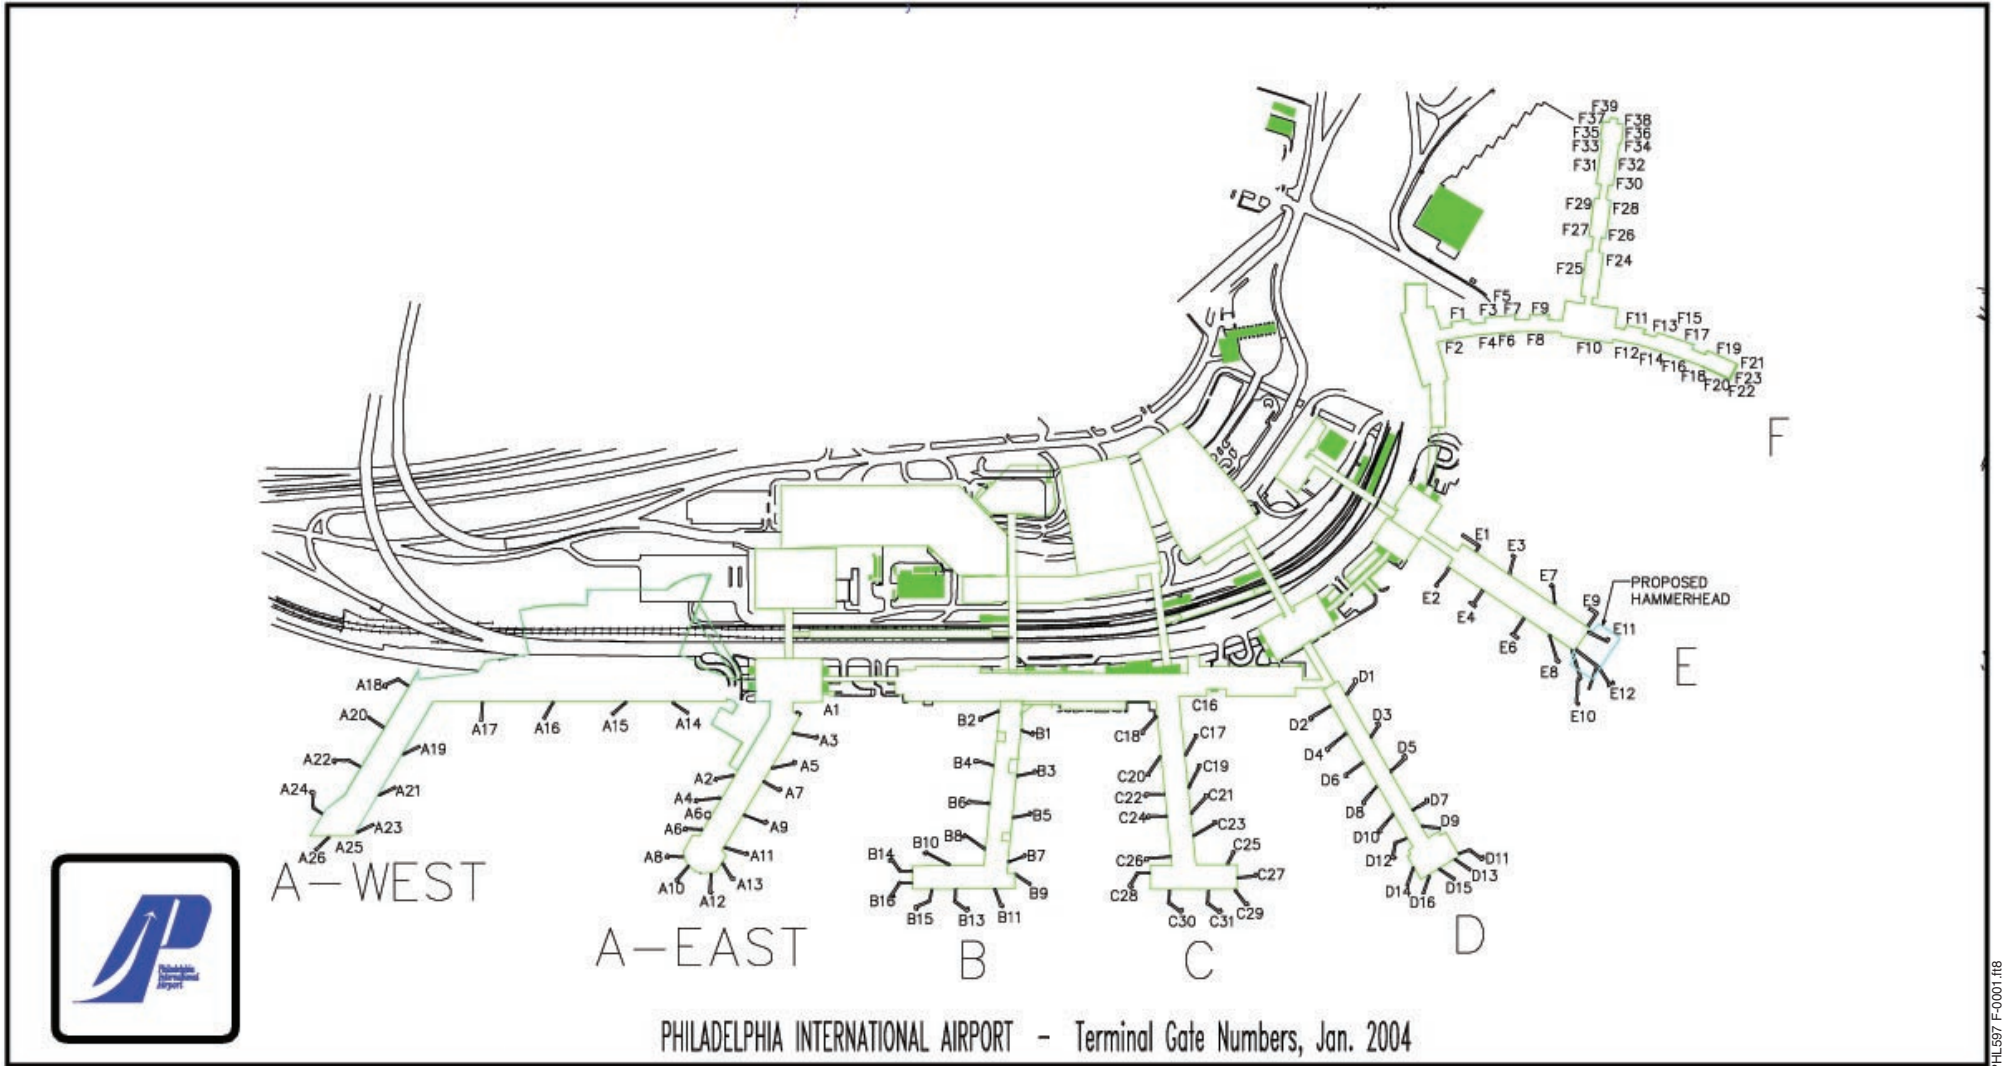 F39
F37
F38
F35
F36
F33
F34
F31
F32
F30
F29
F28
F27
F26
F25
F24
F5
F1
F3
F7
F9
F11
F15
F13
F17
F2
F4
F6
F8
F10
F12
F14
F16
F19
F21
F18
F20
F23
F22
F
E1
E3
E7
PROPOSED
HAMMERHEAD
E2
E4
E9
E11
E6
E8
E12
E10
E
A18
A20
A17
A16
A15
A14
A1
A22
A19
A24
A21
A23
A26
A25
A-WEST
A3
A2
A5
A4
A7
A6a
A6
A9
A8
A11
A10
A13
A12
A-EAST
B2
B1
B4
B3
B6
B5
B8
B10
B7
B14
B16
B9
B15
B13
B11
B
C16
C18
C17
C20
C19
C22
C21
C24
C23
C26
C25
C28
C27
C30
C31
C29
C
D1
D2
D3
D4
D5
D6
D8
D7
D10
D9
D12
D11
D14
D13
D16
D15
D
Philadelphia
International
Airport
PHILADELPHIA INTERNATIONAL AIRPORT - Terminal Gate Numbers, Jan. 2004
PHL597 F-0001.ft8